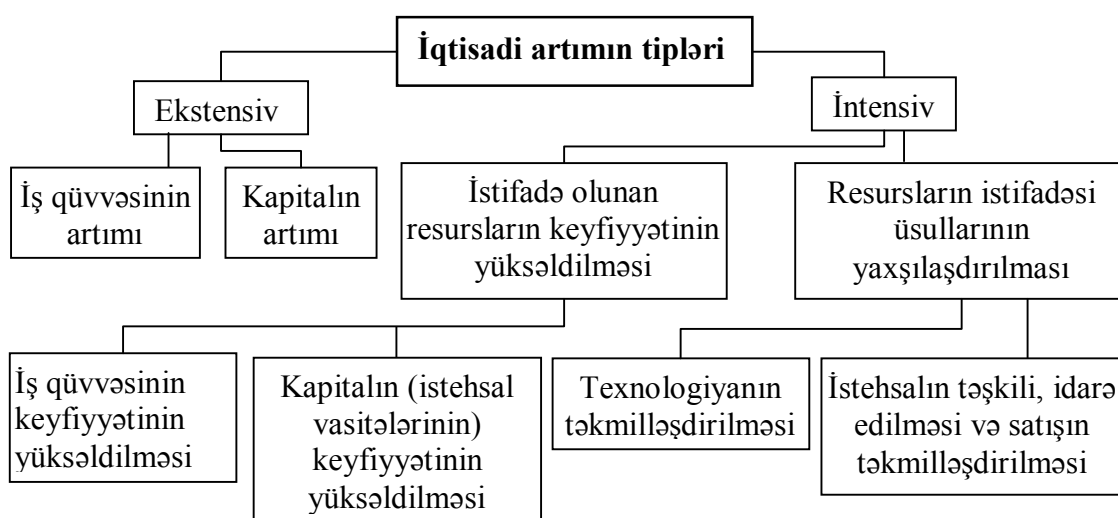 İqtisadi artımın tipləri
Ekstensiv
İntensiv
İş qüvvəsinin
artımı
Kapitalın
artımı
İstifadə olunan
resursların keyfiyyətinin
yüksəldilməsi
Resursların istifadəsi
üsullarının
yaxşılaşdırılması
İş qüvvəsinin
keyfiyyətinin
yüksəldilməsi
Kapitalın (istehsal
vasitələrinin)
keyfiyyətinin
yüksəldilməsi
Texnologiyanın
təkmilləşdirilməsi
İstehsalın təşkili, idarə
edilməsi və satışın
təkmilləşdirilməsi